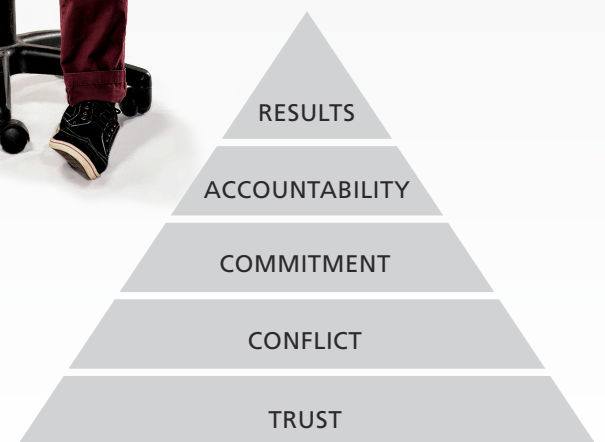 RESULTS
ACCOUNTABILITY
COMMITMENT
CONFLICT
TRUST